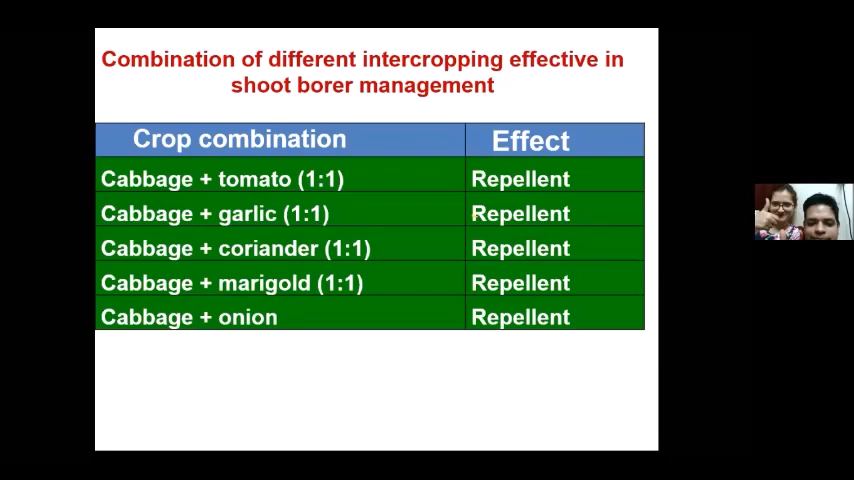 Combination of different intercropping effective in
shoot borer management
Crop combination Effect
Cabbage + tomato (1:1) Repellent
Cabbage + garlic (1:1) Repellent
Cabbage + coriander (1:1) Repellent
Cabbage + marigold (1:1) Repellent
Cabbage + onion Repellent